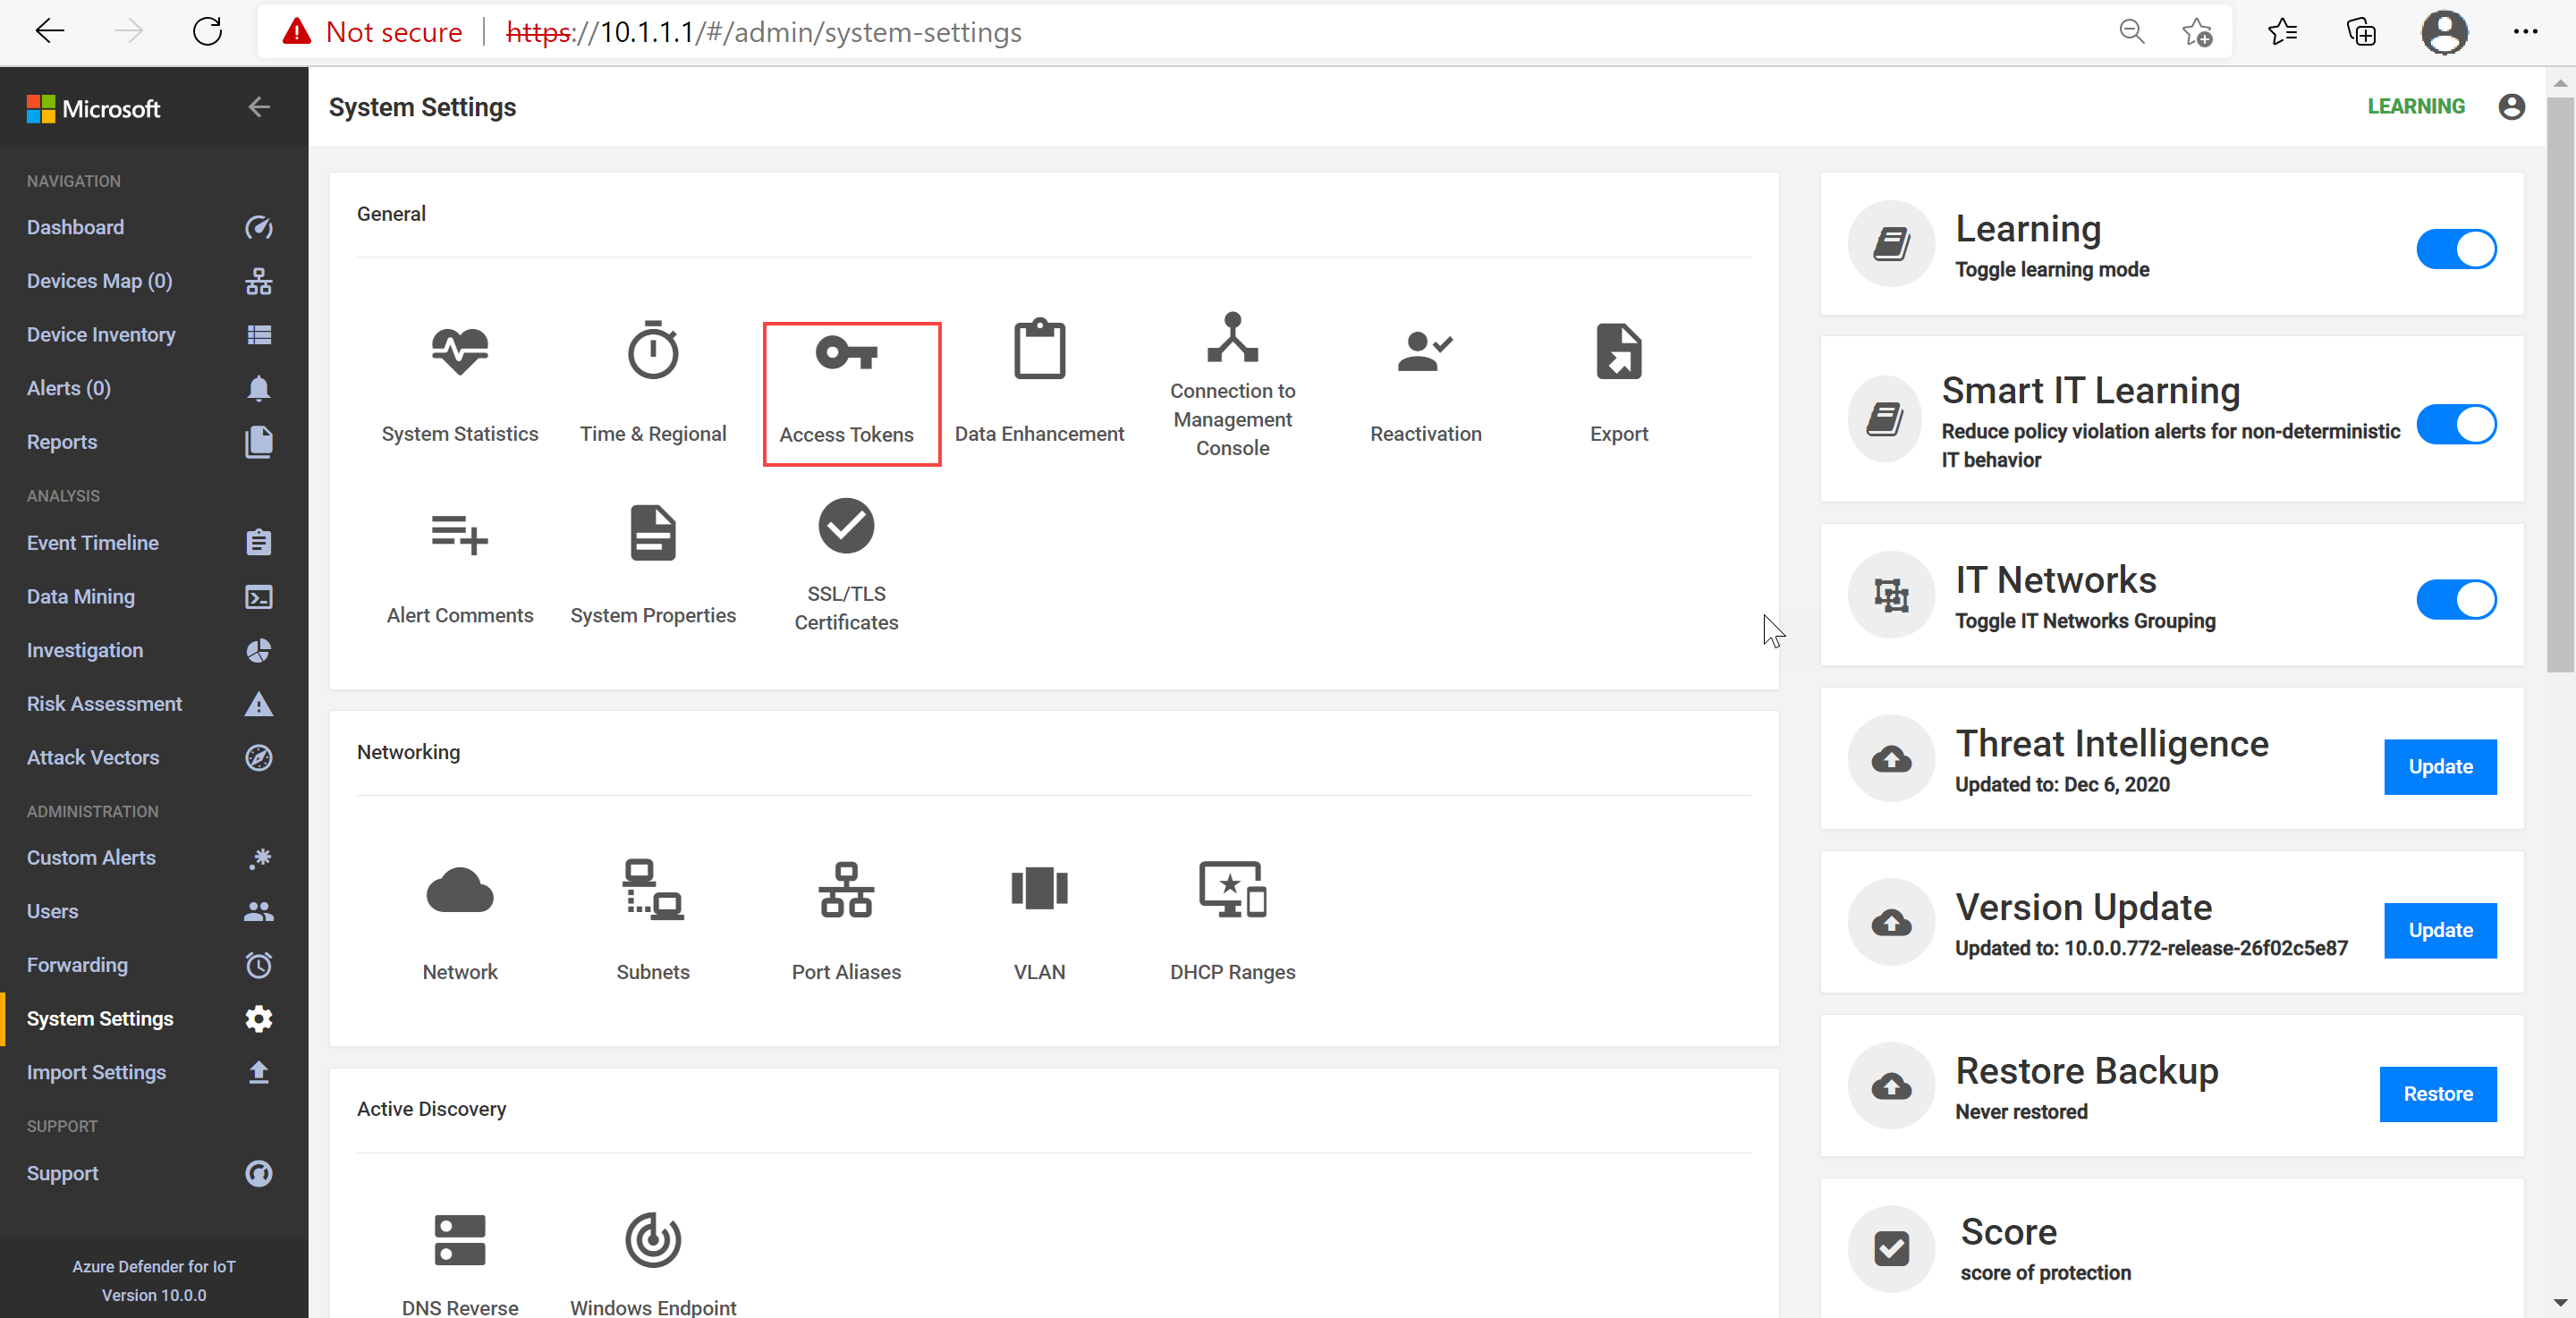 Not secure | https://10.1.1.1/#/admin/system-settings
Microsoft
NAVIGATION
Dashboard
Devices Map (0)
Device Inventory
Alerts (0)
Reports
ANALYSIS
Event Timeline
Data Mining
Investigation
Risk Assessment
Attack Vectors
ADMINISTRATION
Custom Alerts
Users
Forwarding
System Settings
Import Settings
SUPPORT
Support
Azure Defender for IoT
Version 10.0.0
System Settings
LEARNING
General
System Statistics
Time & Regional
Access Tokens
Data Enhancement
Connection to
Management
Console
Reactivation
Export
Alert Comments
System Properties
SSL/TLS
Certificates
Networking
Network
Subnets
Port Aliases
VLAN
DHCP Ranges
Active Discovery
DNS Reverse
Windows Endpoint
Learning
Toggle learning mode
Smart IT Learning
Reduce policy violation alerts for non-deterministic
IT behavior
IT Networks
Toggle IT Networks Grouping
Threat Intelligence
Updated to: Dec 6, 2020
Update
Version Update
Updated to: 10.0.0.772-release-26f02c5e87
Update
Restore Backup
Never restored
Restore
Score
score of protection